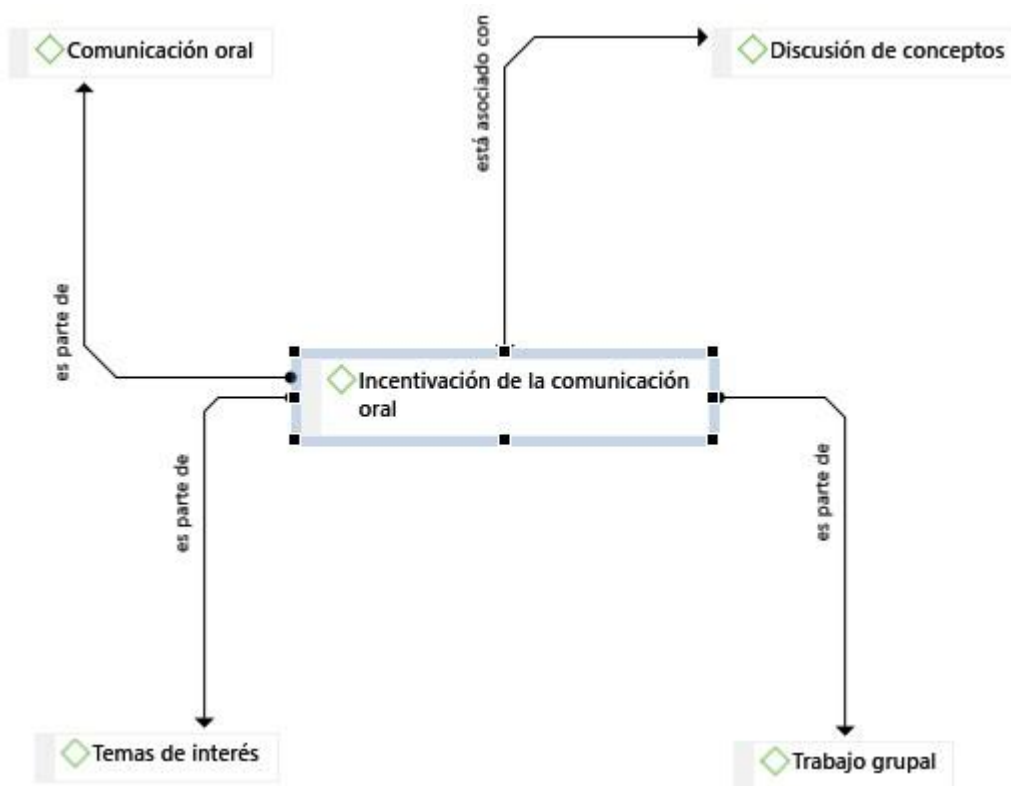 Comunicación oral
está asociado con
Discusión de conceptos
es parte de
Incentivación de la comunicación
oral
es parte de
es parte de
Temas de interés
Trabajo grupal